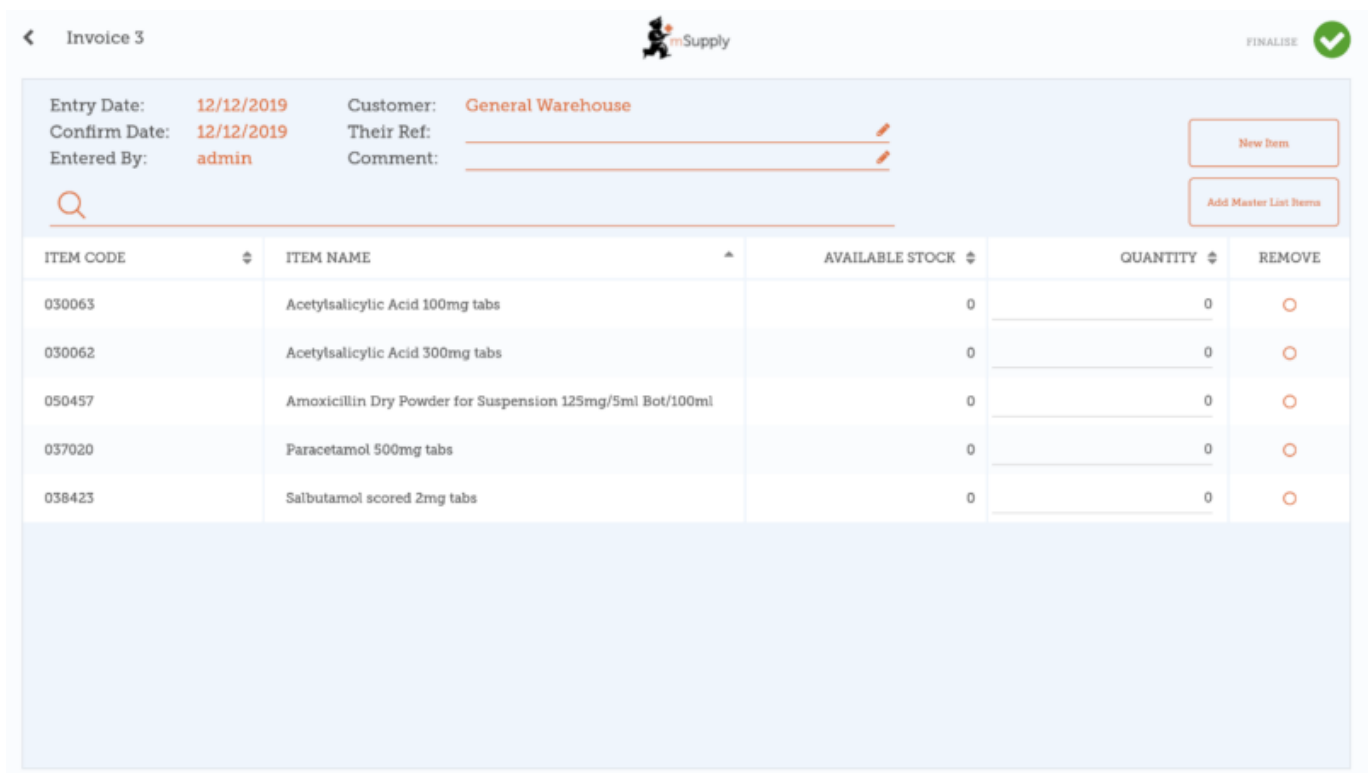 Invoice 3
mSupply
FINALISE
Entry Date: 12/12/2019 Customer: General Warehouse
Confirm Date: 12/12/2019 Their Ref:
Entered By: admin Comment:
New Item
Add Master List Items
ITEM CODE ITEM NAME AVAILABLE STOCK QUANTITY REMOVE
030063 Acetylsalicylic Acid 100mg tabs 0 0
030062 Acetylsalicylic Acid 300mg tabs 0 0
050457 Amoxicillin Dry Powder for Suspension 125mg/5ml Bot/100ml 0 0
037020 Paracetamol 500mg tabs 0 0
038423 Salbutamol scored 2mg tabs 0 0